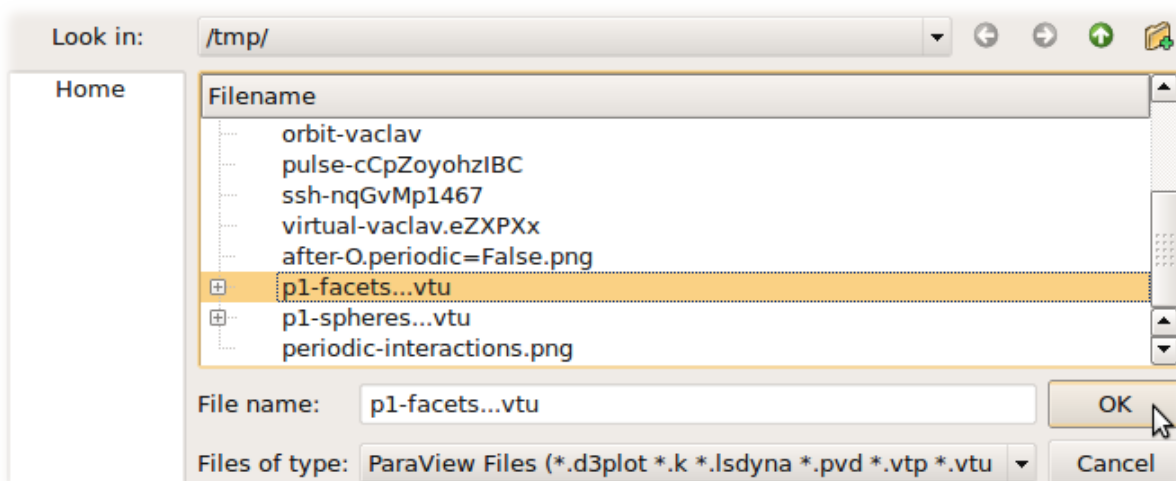 Look in: /tmp/
Home
Filename
orbit-vaclav
pulse-cCpZoyohzIBC
ssh-nqGvMp1467
virtual-vaclav.eZXPXx
after-O.periodic=False.png
p1-facets...vtu
p1-spheres...vtu
periodic-interactions.png
File name: p1-facets...vtu OK
Files of type: ParaView Files (*.d3plot *.k *.lsdyna *.pvd *.vtp *.vtu Cancel